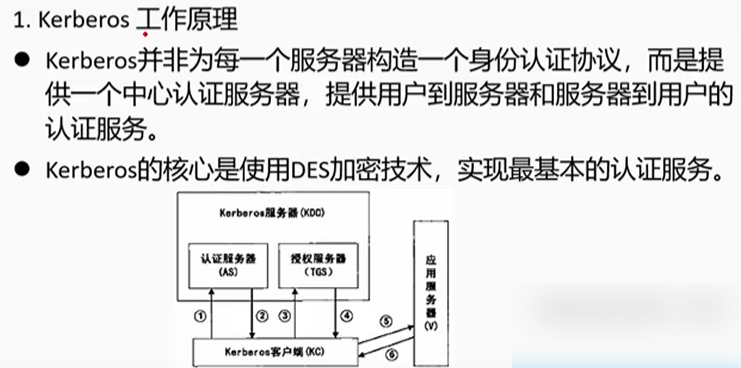 1. Kerberos 工作原理
● Kerberos并非为每一个服务器构造一个身份认证协议，而是提
供一个中心认证服务器，提供用户到服务器和服务器到用户的
认证服务。
● Kerberos的核心是使用DES加密技术，实现最基本的认证服务。
Kerberos服务器(KDC)
认证服务器
(AS)
授权服务器
(TGS)
应用服务器(V)
① ② ③ ④ ⑤
⑥
Kerberos客户端(KC)